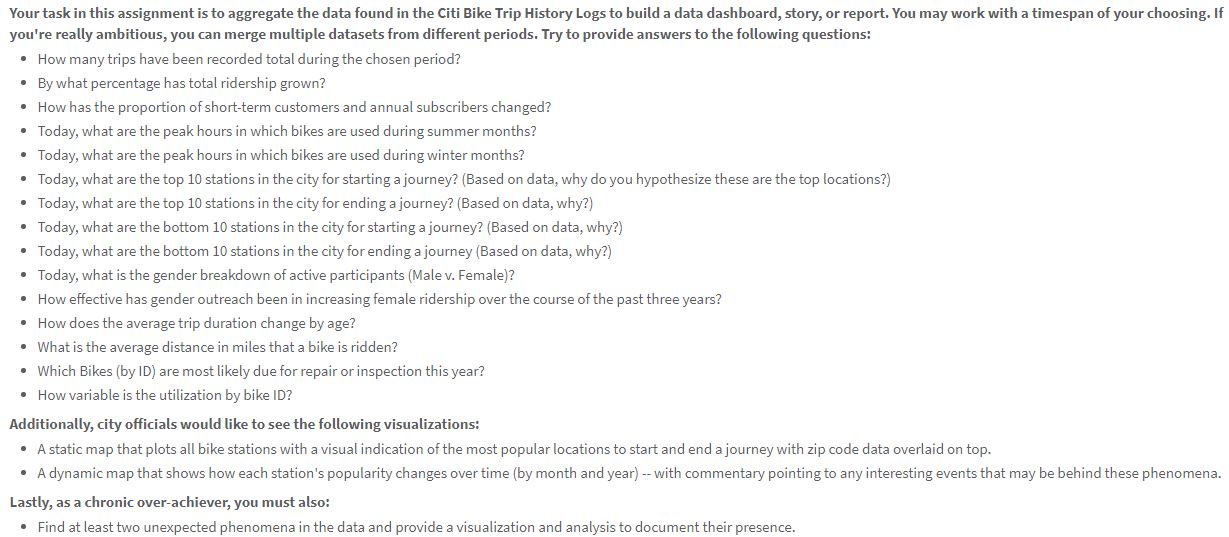 Your task in this assignment is to aggregate the data found in the Citi Bike Trip History Logs to build a data dashboard, story, or report. You may work with a timespan of your choosing. If
you're really ambitious, you can merge multiple datasets from different periods. Try to provide answers to the following questions:
• How many trips have been recorded total during the chosen period?
• By what percentage has total ridership grown?
• How has the proportion of short-term customers and annual subscribers changed?
• Today, what are the peak hours in which bikes are used during summer months?
• Today, what are the peak hours in which bikes are used during winter months?
• Today, what are the top 10 stations in the city for starting a journey? (Based on data, why do you hypothesize these are the top locations?)
• Today, what are the top 10 stations in the city for ending a journey? (Based on data, why?)
• Today, what are the bottom 10 stations in the city for starting a journey? (Based on data, why?)
• Today, what are the bottom 10 stations in the city for ending a journey (Based on data, why?)
• Today, what is the gender breakdown of active participants (Male v. Female)?
• How effective has gender outreach been in increasing female ridership over the course of the past three years?
• How does the average trip duration change by age?
• What is the average distance in miles that a bike is ridden?
• Which Bikes (by ID) are most likely due for repair or inspection this year?
• How variable is the utilization by bike ID?
Additionally, city officials would like to see the following visualizations:
• A static map that plots all bike stations with a visual indication of the most popular locations to start and end a journey with zip code data overlaid on top.
• A dynamic map that shows how each station's popularity changes over time (by month and year) -- with commentary pointing to any interesting events that may be behind these phenomena.
Lastly, as a chronic over-achiever, you must also:
• Find at least two unexpected phenomena in the data and provide a visualization and analysis to document their presence.